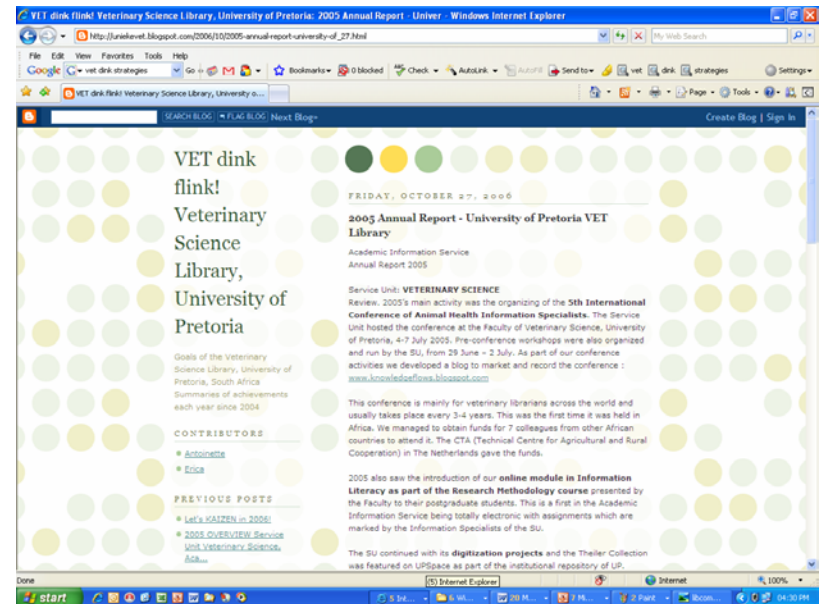 VET dink flink! Veterinary Science Library, University of Pretoria: 2005 Annual Report - Univer - Windows Internet Explorer
http://uniekevet.blogspot.com/2006/10/2005-annual-report-university-of_27.html
My Web Search
File Edit View Favorites Tools Help
Google vet dink strategies Go Bookmarks 0 blocked Check AutoLink AutoFill Send to vet dink strategies Settings
VET dink flink! Veterinary Science Library, University o...
Page Tools
SEARCH BLOG FLAG BLOG Next Blog» Create Blog | Sign In
VET dink
flink!
Veterinary
Science
Library,
University of
Pretoria
Goals of the Veterinary
Science Library, University of
Pretoria, South Africa
Summaries of achievements
each year since 2004
CONTRIBUTORS
Antoinette
Erica
PREVIOUS POSTS
Let's KAIZEN in 2006!
2005 OVERVIEW Service
Unit Veterinary Science,
Aca...
FRIDAY, OCTOBER 27, 2006
2005 Annual Report - University of Pretoria VET
Library
Academic Information Service
Annual Report 2005
Service Unit: VETERINARY SCIENCE
Review. 2005's main activity was the organizing of the 5th International
Conference of Animal Health Information Specialists. The Service
Unit hosted the conference at the Faculty of Veterinary Science, University
of Pretoria, 4-7 July 2005. Pre-conference workshops were also organized
and run by the SU, from 29 June – 2 July. As part of our conference
activities we developed a blog to market and record the conference :
www.knowledgeflows.blogspot.com
This conference is mainly for veterinary librarians across the world and
usually takes place every 3-4 years. This was the first time it was held in
Africa. We managed to obtain funds for 7 colleagues from other African
countries to attend it. The CTA (Technical Centre for Agricultural and Rural
Cooperation) in The Netherlands gave the funds.
2005 also saw the introduction of our online module in Information
Literacy as part of the Research Methodology course presented by
the Faculty to their postgraduate students. This is a first in the Academic
Information Service being totally electronic with assignments which are
marked by the Information Specialists of the SU.
The SU continued with its digitization projects and the Theiler Collection
was featured on UPSpace as part of the institutional repository of UP.
Done (5) Internet Explorer Internet 100%
start 5 Int... 6 Wi... 20 M... 7 Mi... 2 Paint 04:30 PM